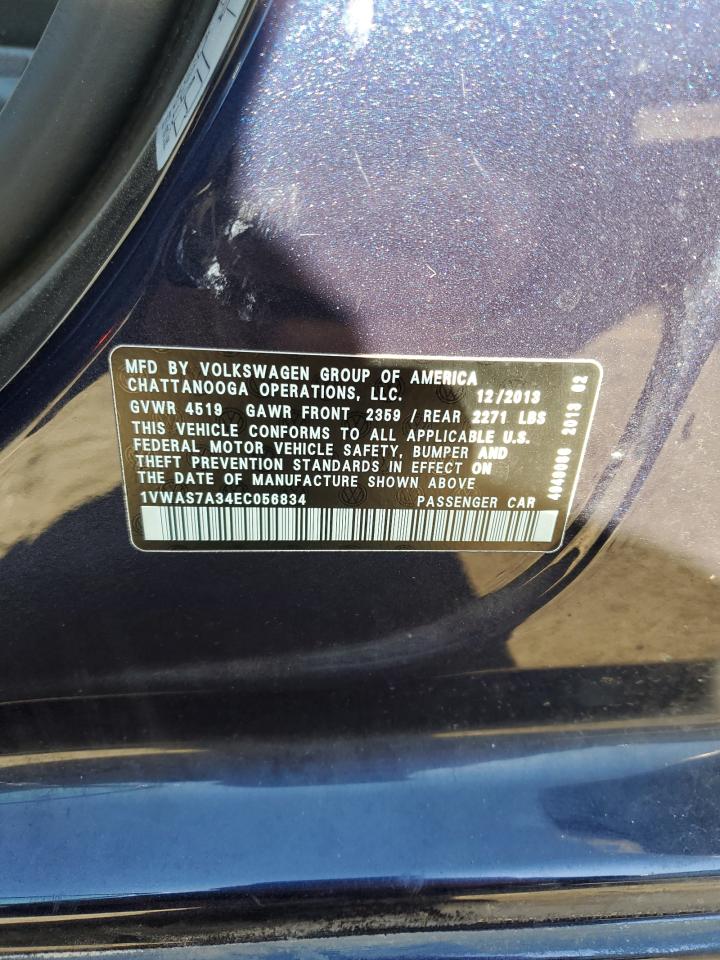 MFD BY VOLKSWAGEN GROUP OF AMERICA
CHATTANOOGA OPERATIONS, LLC. 12/2013
GVWR 4519 GAWR FRONT 2359 / REAR 2271 LBS
THIS VEHICLE CONFORMS TO ALL APPLICABLE U.S.
FEDERAL MOTOR VEHICLE SAFETY, BUMPER AND
THEFT PREVENTION STANDARDS IN EFFECT ON
THE DATE OF MANUFACTURE SHOWN ABOVE
1VWAS7A34EC056834 PASSENGER CAR
2013 02